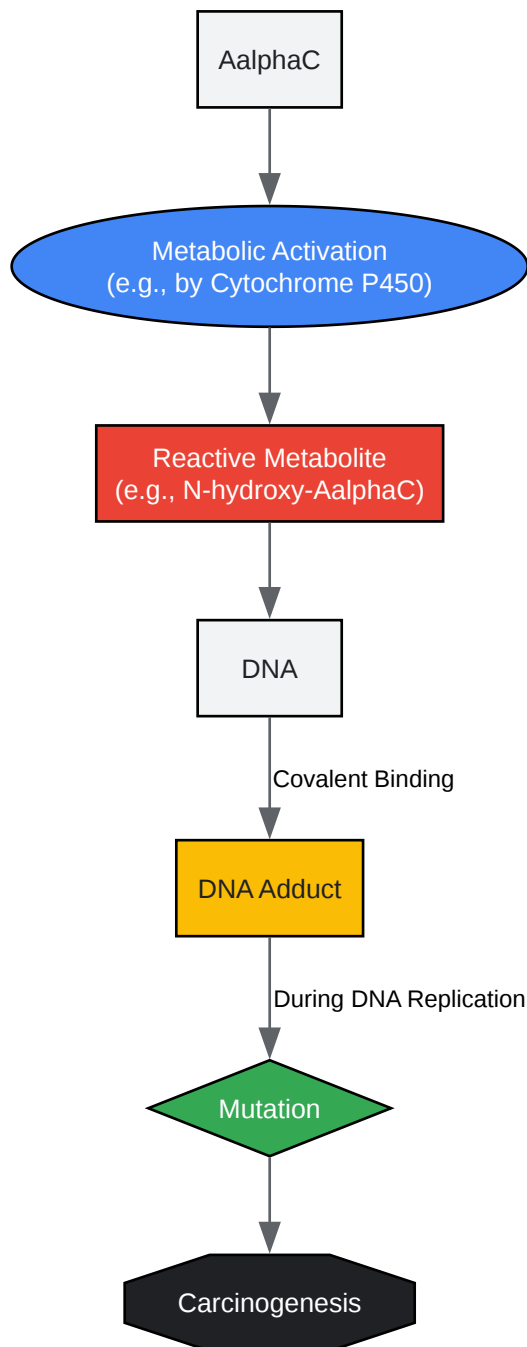 AalphaC
Metabolic Activation
(e.g., by Cytochrome P450)
Reactive Metabolite
(e.g., N-hydroxy-AalphaC)
DNA
Covalent Binding
DNA Adduct
During DNA Replication
Mutation
Carcinogenesis